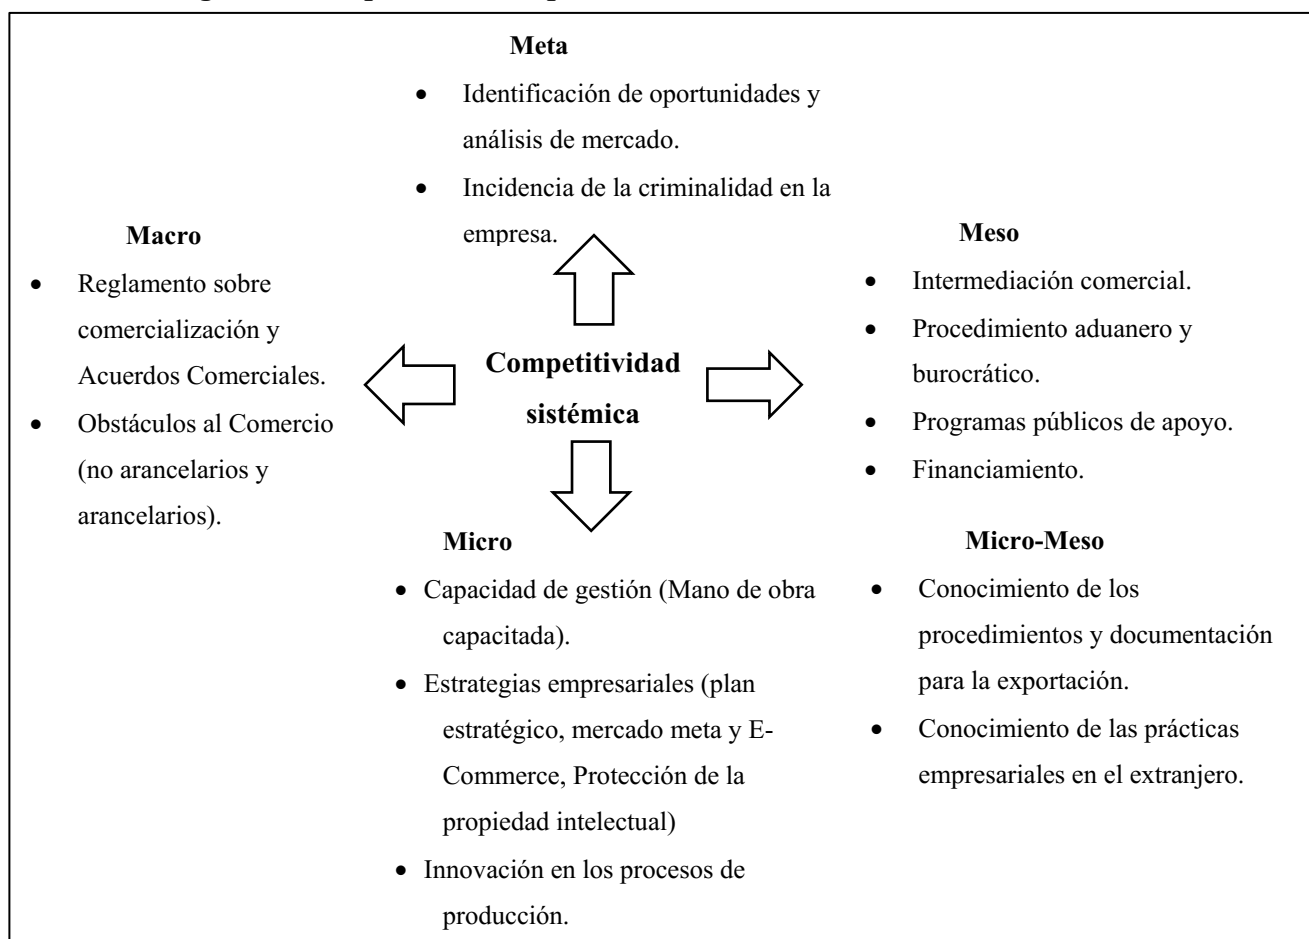 Meta
• Identificación de oportunidades y
análisis de mercado.
• Incidencia de la criminalidad en la
empresa.
Macro
• Reglamento sobre
comercialización y
Acuerdos Comerciales.
• Obstáculos al Comercio
(no arancelarios y
arancelarios).
Competitividad
sistémica
Meso
• Intermediación comercial.
• Procedimiento aduanero y
burocrático.
• Programas públicos de apoyo.
• Financiamiento.
Micro
• Capacidad de gestión (Mano de obra
capacitada).
• Estrategias empresariales (plan
estratégico, mercado meta y E-
Commerce, Protección de la
propiedad intelectual)
• Innovación en los procesos de
producción.
Micro-Meso
• Conocimiento de los
procedimientos y documentación
para la exportación.
• Conocimiento de las prácticas
empresariales en el extranjero.